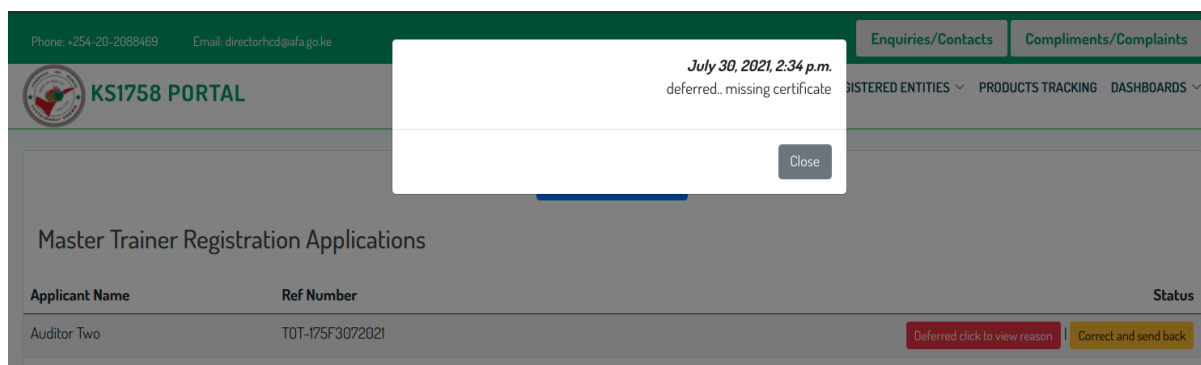 Phone: +254-20-2088469 Email: directorhcd@afa.go.ke Enquiries/Contacts Compliments/Complaints
July 30, 2021, 2:34 p.m.
deferred.. missing certificate
KS1758 PORTAL GISTERED ENTITIES PRODUCTS TRACKING DASHBOARDS
Close
Master Trainer Registration Applications
Applicant Name Ref Number Status
Auditor Two TOT-175F3072021 Deferred click to view reason | Correct and send back